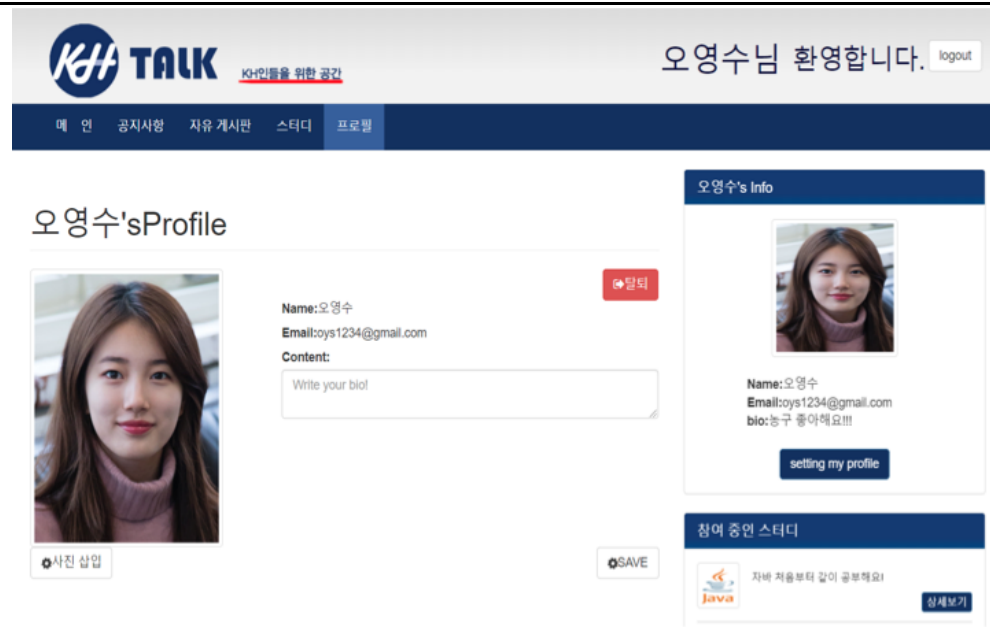 KH TALK KH인들을 위한 공간
오영수님 환영합니다. logout
메 인 공지사항 자유 게시판 스터디 프로필
오영수'sProfile
탈퇴
Name:오영수
Email:oys1234@gmail.com
Content:
Write your bio!
사진 삽입
SAVE
오영수's Info
Name:오영수
Email:oys1234@gmail.com
bio:농구 좋아해요!!!
setting my profile
참여 중인 스터디
Java
자바 처음부터 같이 공부해요!
상세보기